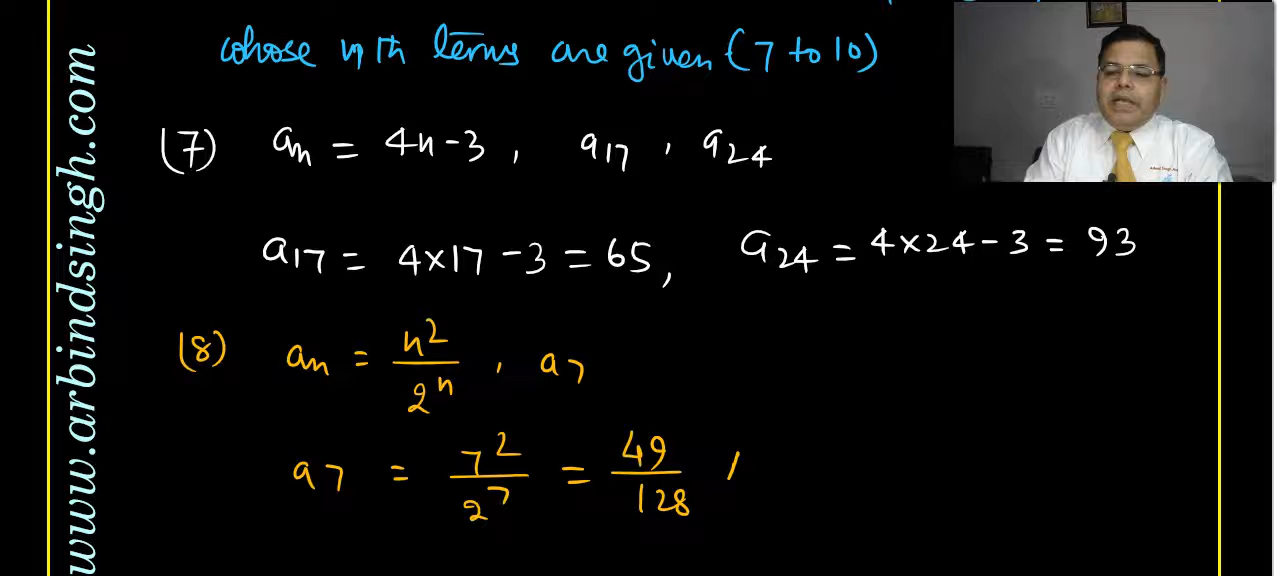 whose nth terms are given (7 to 10)
(7) aₙ = 4n-3, a₁₇, a₂₄
a₁₇ = 4×17-3 = 65, a₂₄ = 4×24-3 = 93
(8) aₙ = n²/2ⁿ, a₇
a₇ = 7²/2⁷ = 49/128
www.arbindsingh.com